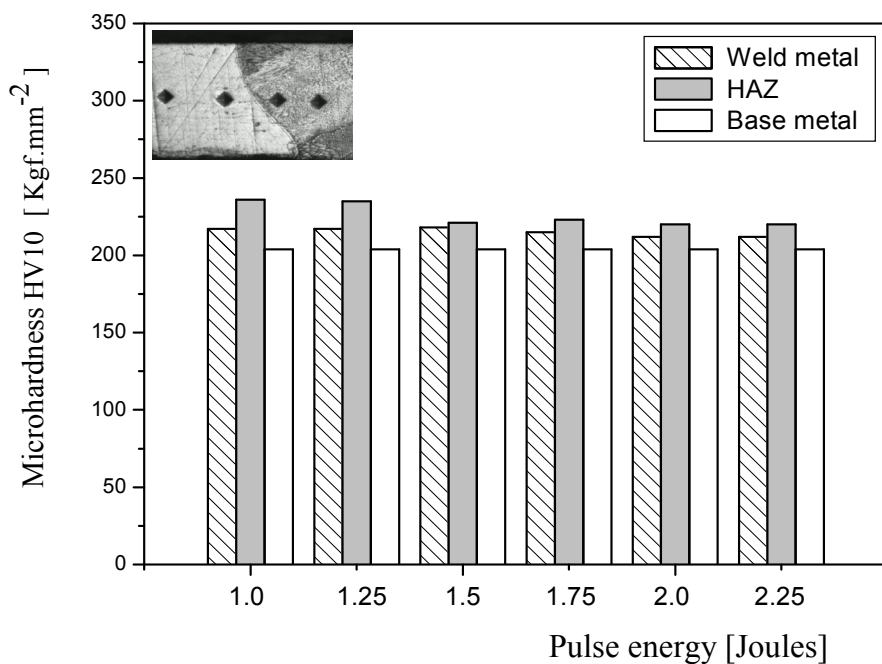 Microhardness HV10 [ Kgf.mm-2 ]
350
300
250
200
150
100
50
0
Weld metal
HAZ
Base metal
1.0 1.25 1.5 1.75 2.0 2.25
Pulse energy [Joules]